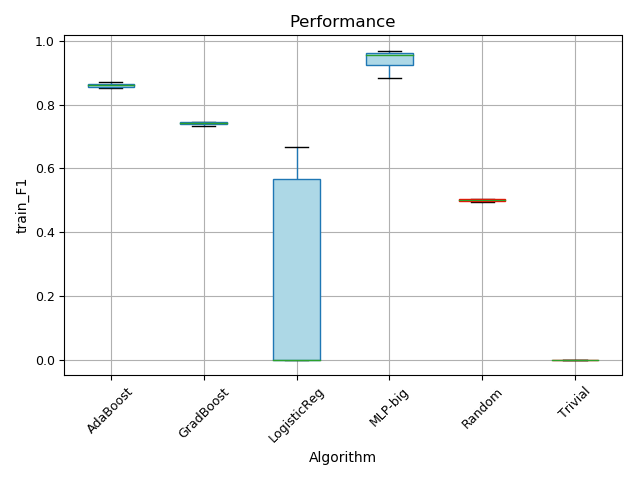 Performance
1.0
0.8
0.6
0.4
0.2
0.0
train_F1
AdaBoost
GradBoost
LogisticReg
MLP-big
Random
Trivial
Algorithm